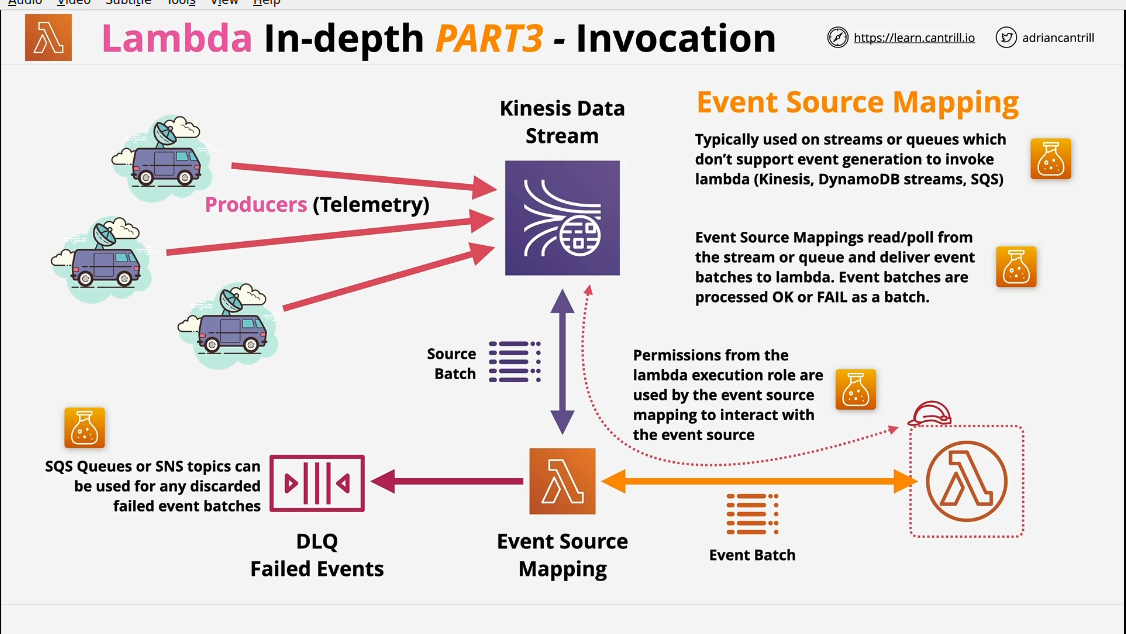 Audio Video Subtitle Tools View Help
Lambda In-depth PART3 - Invocation
https://learn.cantrill.io
adriancantrill
Kinesis Data
Stream
Producers (Telemetry)
Event Source Mapping
Typically used on streams or queues which
don’t support event generation to invoke
lambda (Kinesis, DynamoDB streams, SQS)
Event Source Mappings read/poll from
the stream or queue and deliver event
batches to lambda. Event batches are
processed OK or FAIL as a batch.
Source
Batch
Permissions from the
lambda execution role are
used by the event source
mapping to interact with
the event source
SQS Queues or SNS topics can
be used for any discarded
failed event batches
DLQ
Failed Events
Event Source
Mapping
Event Batch